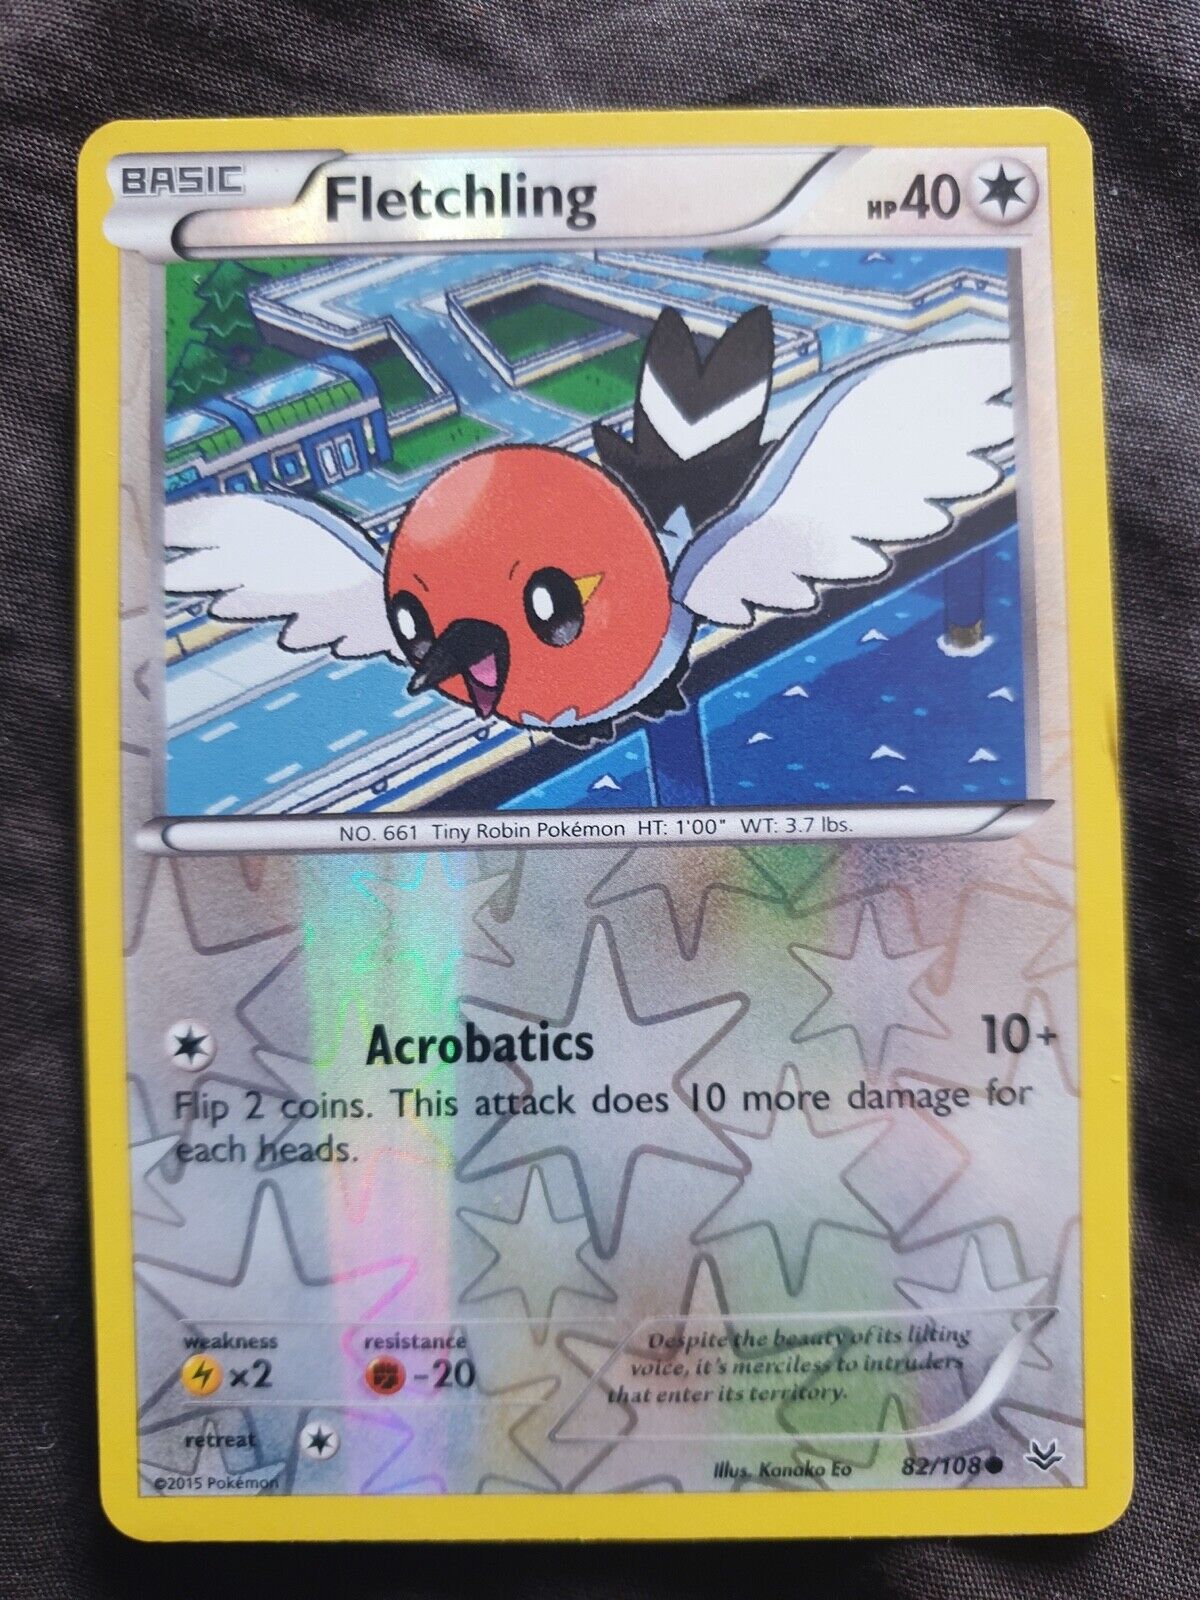 BASIC
Fletchling
HP40
NO. 661 Tiny Robin Pokémon HT: 1'00" WT: 3.7 lbs.
Acrobatics 10+
Flip 2 coins. This attack does 10 more damage for
each heads.
weakness resistance
×2 -20
retreat
Despite the beauty of its lilting
voice, it's merciless to intruders
that enter its territory.
Illus. Kanako Eo 82/108
©2015 Pokémon